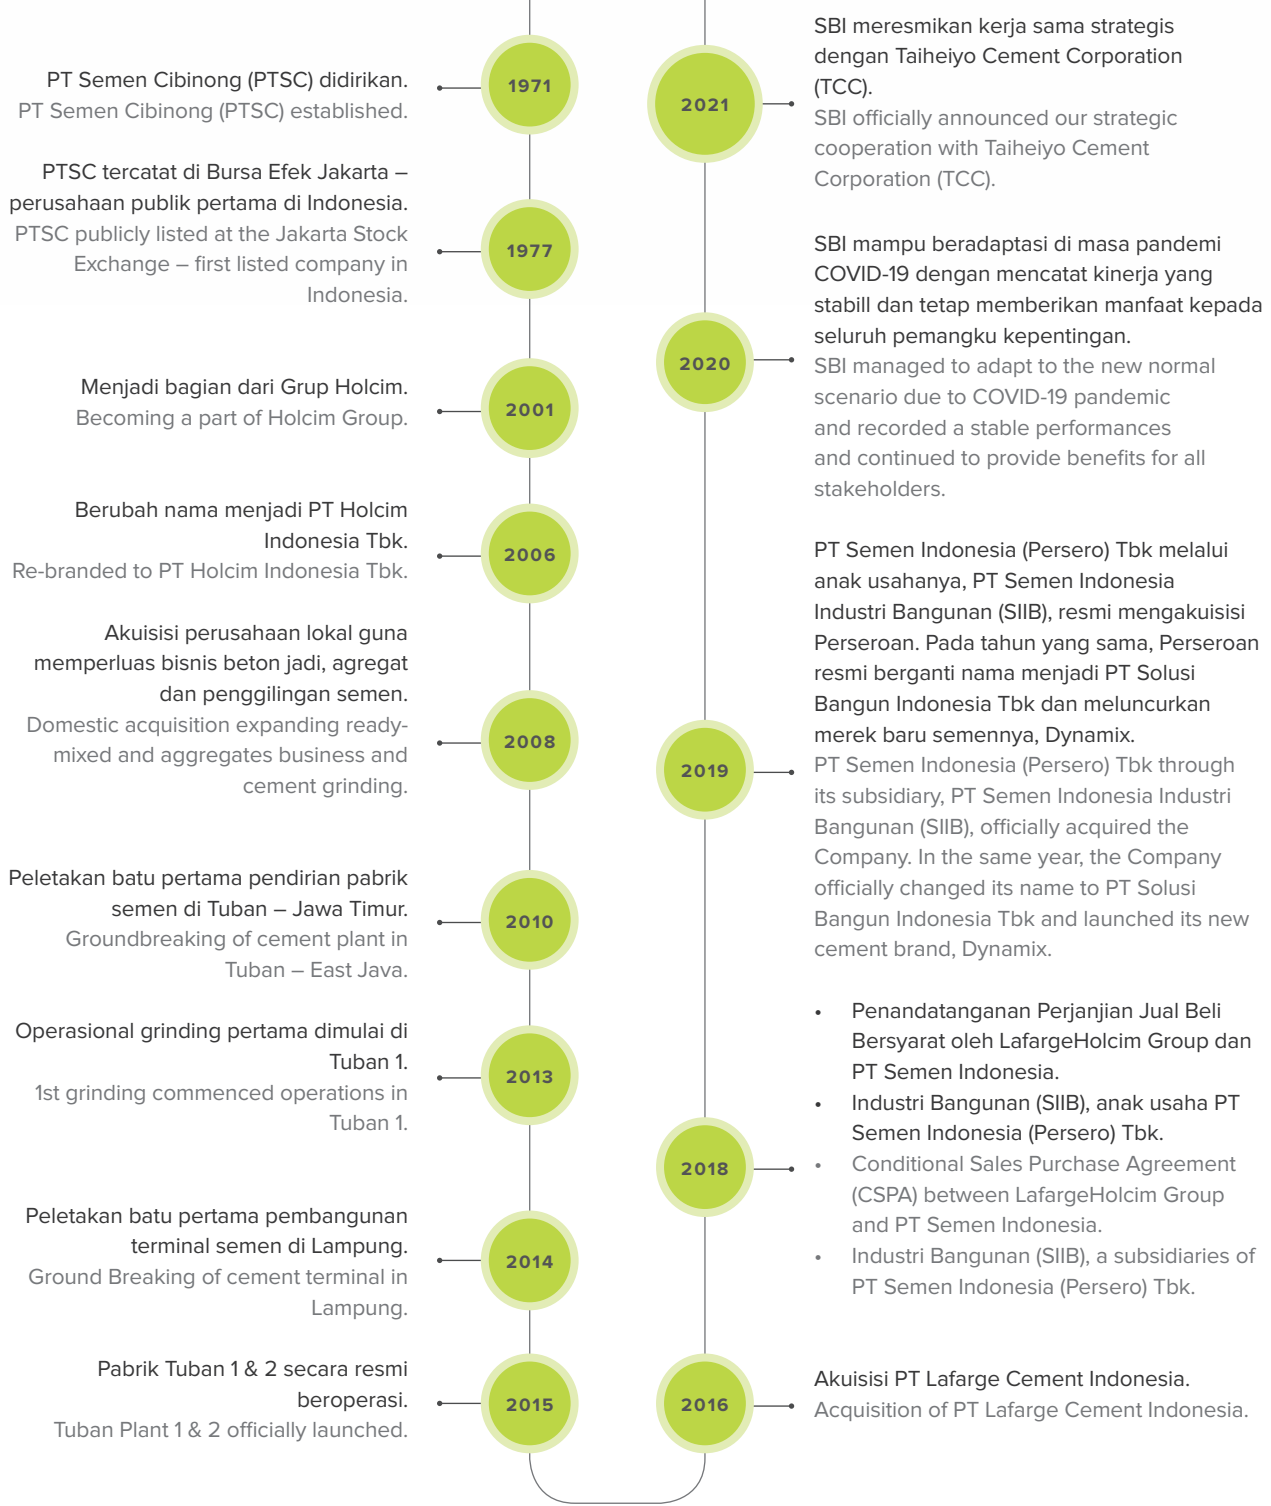 PT Semen Cibinong (PTSC) didirikan.
PT Semen Cibinong (PTSC) established.
1971
PTSC tercatat di Bursa Efek Jakarta –
perusahaan publik pertama di Indonesia.
PTSC publicly listed at the Jakarta Stock
Exchange – first listed company in
Indonesia.
1977
Menjadi bagian dari Grup Holcim.
Becoming a part of Holcim Group.
2001
Berubah nama menjadi PT Holcim
Indonesia Tbk.
Re-branded to PT Holcim Indonesia Tbk.
2006
Akuisisi perusahaan lokal guna
memperluas bisnis beton jadi, agregat
dan penggilingan semen.
Domestic acquisition expanding ready-
mixed and aggregates business and
cement grinding.
2008
Peletakan batu pertama pendirian pabrik
semen di Tuban – Jawa Timur.
Groundbreaking of cement plant in
Tuban – East Java.
2010
Operasional grinding pertama dimulai di
Tuban 1.
1st grinding commenced operations in
Tuban 1.
2013
Peletakan batu pertama pembangunan
terminal semen di Lampung.
Ground Breaking of cement terminal in
Lampung.
2014
Pabrik Tuban 1 & 2 secara resmi
beroperasi.
Tuban Plant 1 & 2 officially launched.
2015
2021
SBI meresmikan kerja sama strategis
dengan Taiheiyo Cement Corporation
(TCC).
SBI officially announced our strategic
cooperation with Taiheiyo Cement
Corporation (TCC).
2020
SBI mampu beradaptasi di masa pandemi
COVID-19 dengan mencatat kinerja yang
stabill dan tetap memberikan manfaat kepada
seluruh pemangku kepentingan.
SBI managed to adapt to the new normal
scenario due to COVID-19 pandemic
and recorded a stable performances
and continued to provide benefits for all
stakeholders.
2019
PT Semen Indonesia (Persero) Tbk melalui
anak usahanya, PT Semen Indonesia
Industri Bangunan (SIIB), resmi mengakuisisi
Perseroan. Pada tahun yang sama, Perseroan
resmi berganti nama menjadi PT Solusi
Bangun Indonesia Tbk dan meluncurkan
merek baru semennya, Dynamix.
PT Semen Indonesia (Persero) Tbk through
its subsidiary, PT Semen Indonesia Industri
Bangunan (SIIB), officially acquired the
Company. In the same year, the Company
officially changed its name to PT Solusi
Bangun Indonesia Tbk and launched its new
cement brand, Dynamix.
2018
• Penandatanganan Perjanjian Jual Beli
Bersyarat oleh LafargeHolcim Group dan
PT Semen Indonesia.
• Industri Bangunan (SIIB), anak usaha PT
Semen Indonesia (Persero) Tbk.
• Conditional Sales Purchase Agreement
(CSPA) between LafargeHolcim Group
and PT Semen Indonesia.
• Industri Bangunan (SIIB), a subsidiaries of
PT Semen Indonesia (Persero) Tbk.
2016
Akuisisi PT Lafarge Cement Indonesia.
Acquisition of PT Lafarge Cement Indonesia.